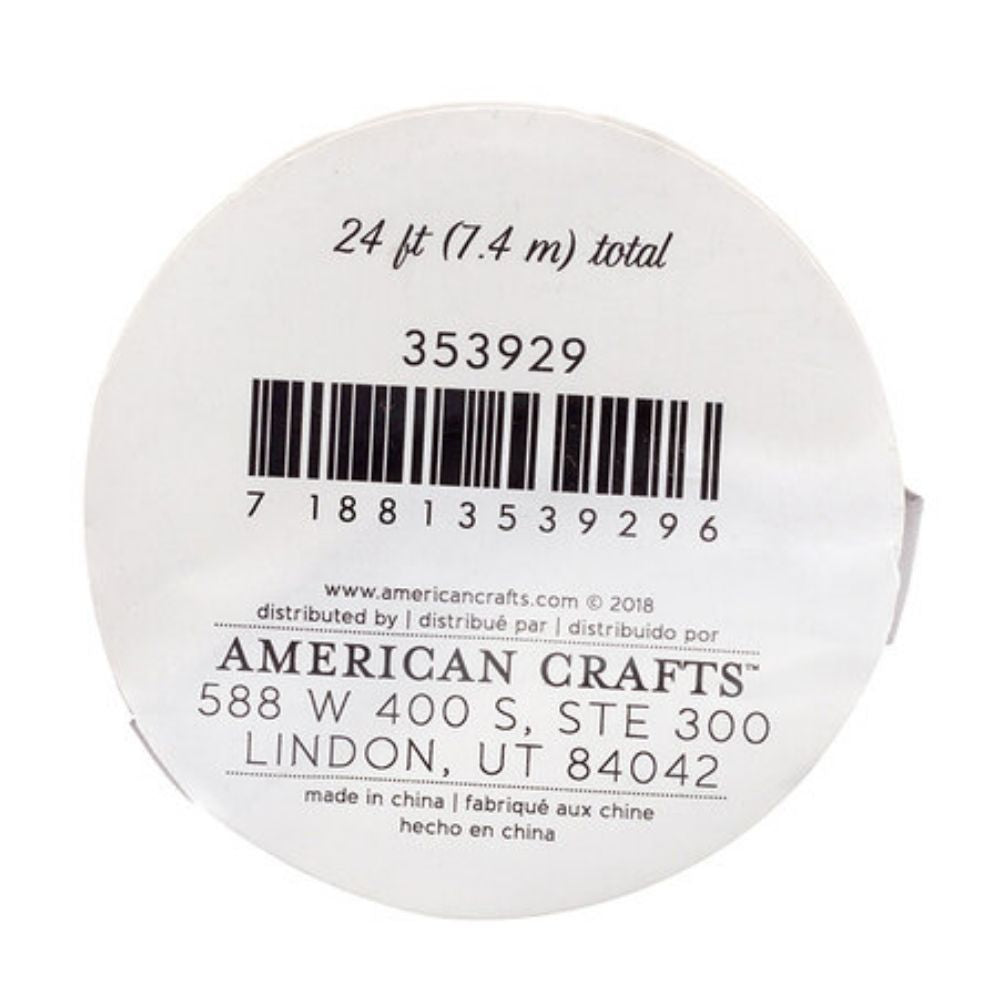 24 ft (7.4 m) total
353929
7 18813 53929 6
www.americancrafts.com © 2018
distributed by | distribué par | distribuido por
AMERICAN CRAFTS™
588 W 400 S, STE 300
LINDON, UT 84042
made in china | fabriqué aux chine
hecho en china